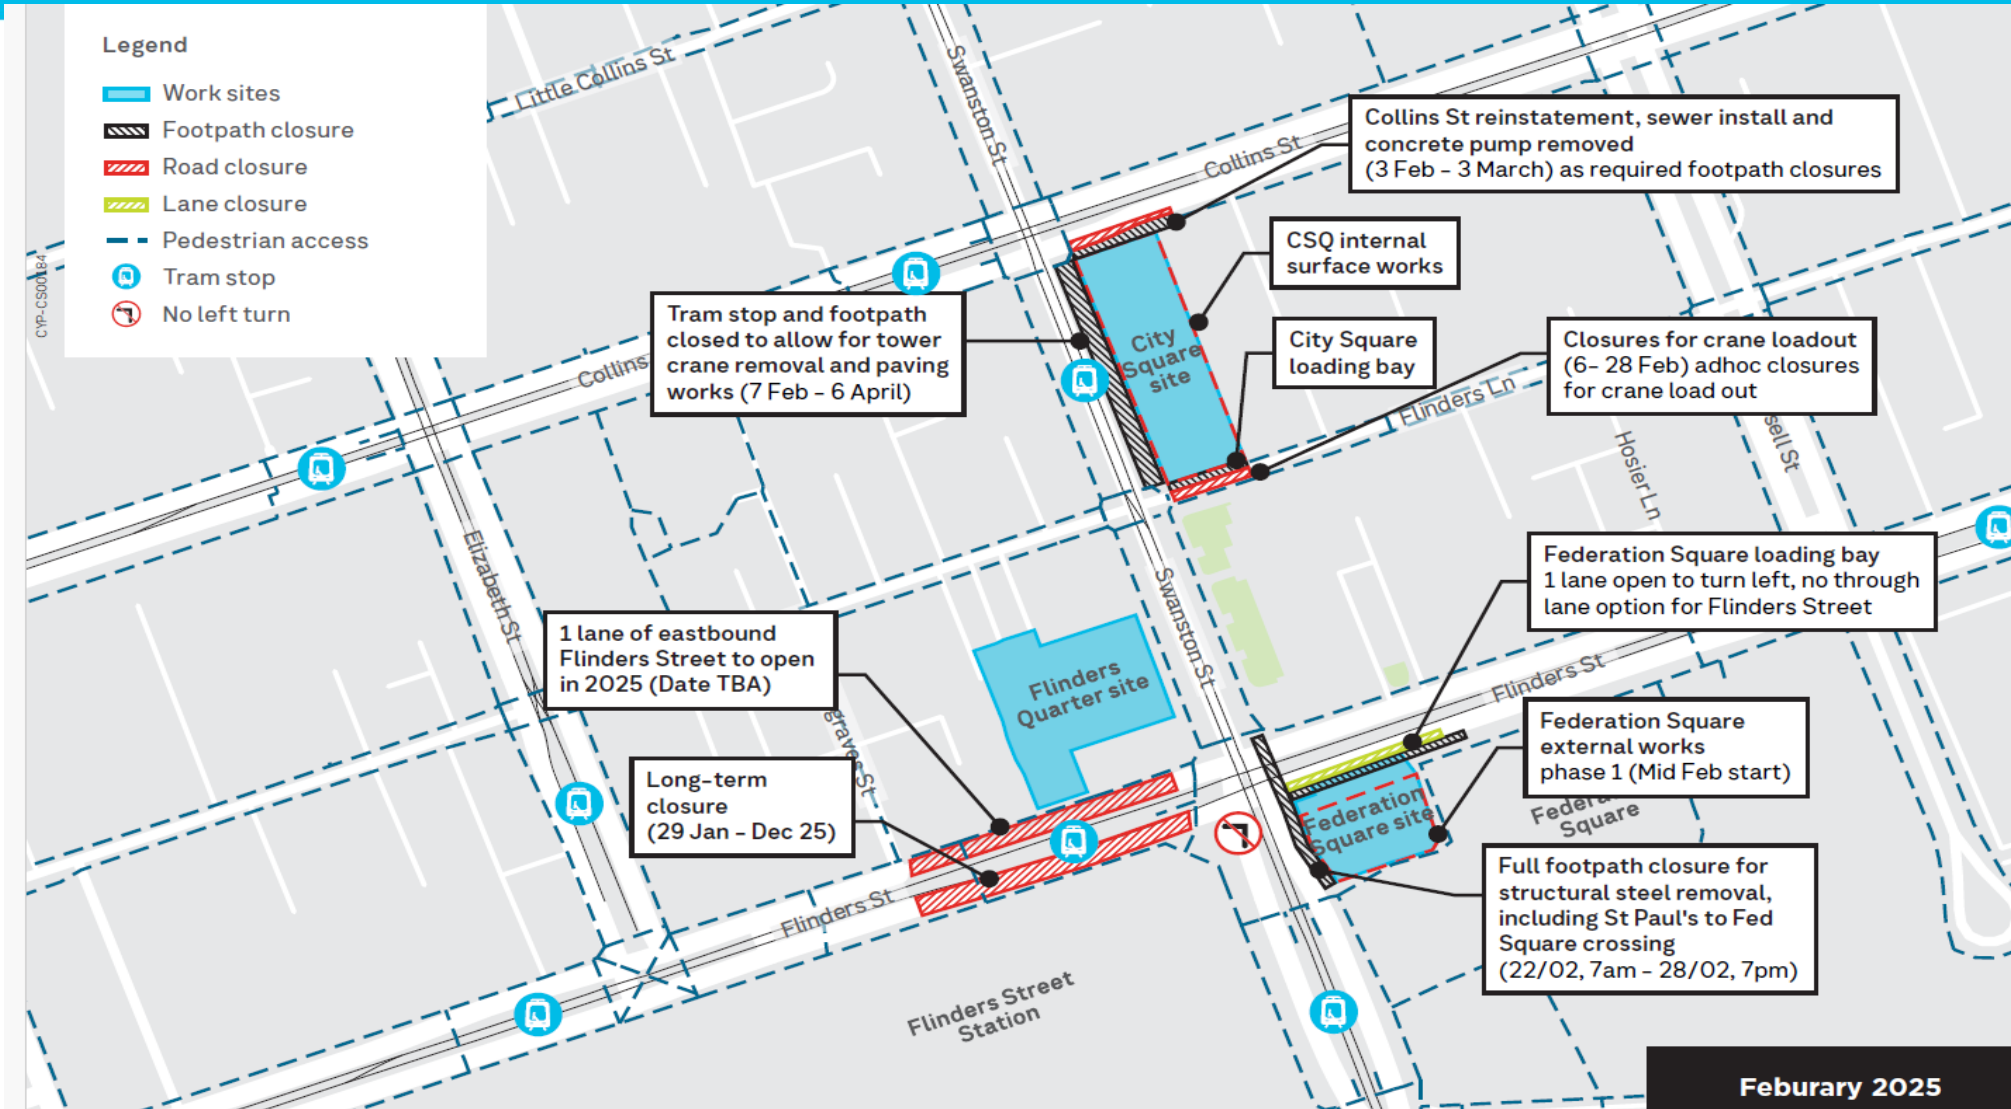 Legend
Work sites
Footpath closure
Road closure
Lane closure
Pedestrian access
Tram stop
No left turn
CYP-CS00184
Little Collins St
Swanston St
Collins St
Collins St reinstatement, sewer install and
concrete pump removed
(3 Feb – 3 March) as required footpath closures
CSQ internal
surface works
City Square
loading bay
Closures for crane loadout
(6– 28 Feb) adhoc closures
for crane load out
Tram stop and footpath
closed to allow for tower
crane removal and paving
works (7 Feb – 6 April)
Collins
City
Square
site
Flinders Ln
Hosier Ln
sell St
Elizabeth St
Swanston St
Federation Square loading bay
1 lane open to turn left, no through
lane option for Flinders Street
1 lane of eastbound
Flinders Street to open
in 2025 (Date TBA)
Flinders
Quarter site
Flinders St
Federation Square
external works
phase 1 (Mid Feb start)
graves St
Long-term
closure
(29 Jan – Dec 25)
Federation
Square site
Federa
Square
Full footpath closure for
structural steel removal,
including St Paul's to Fed
Square crossing
(22/02, 7am – 28/02, 7pm)
Flinders St
Flinders Street
Station
Feburary 2025